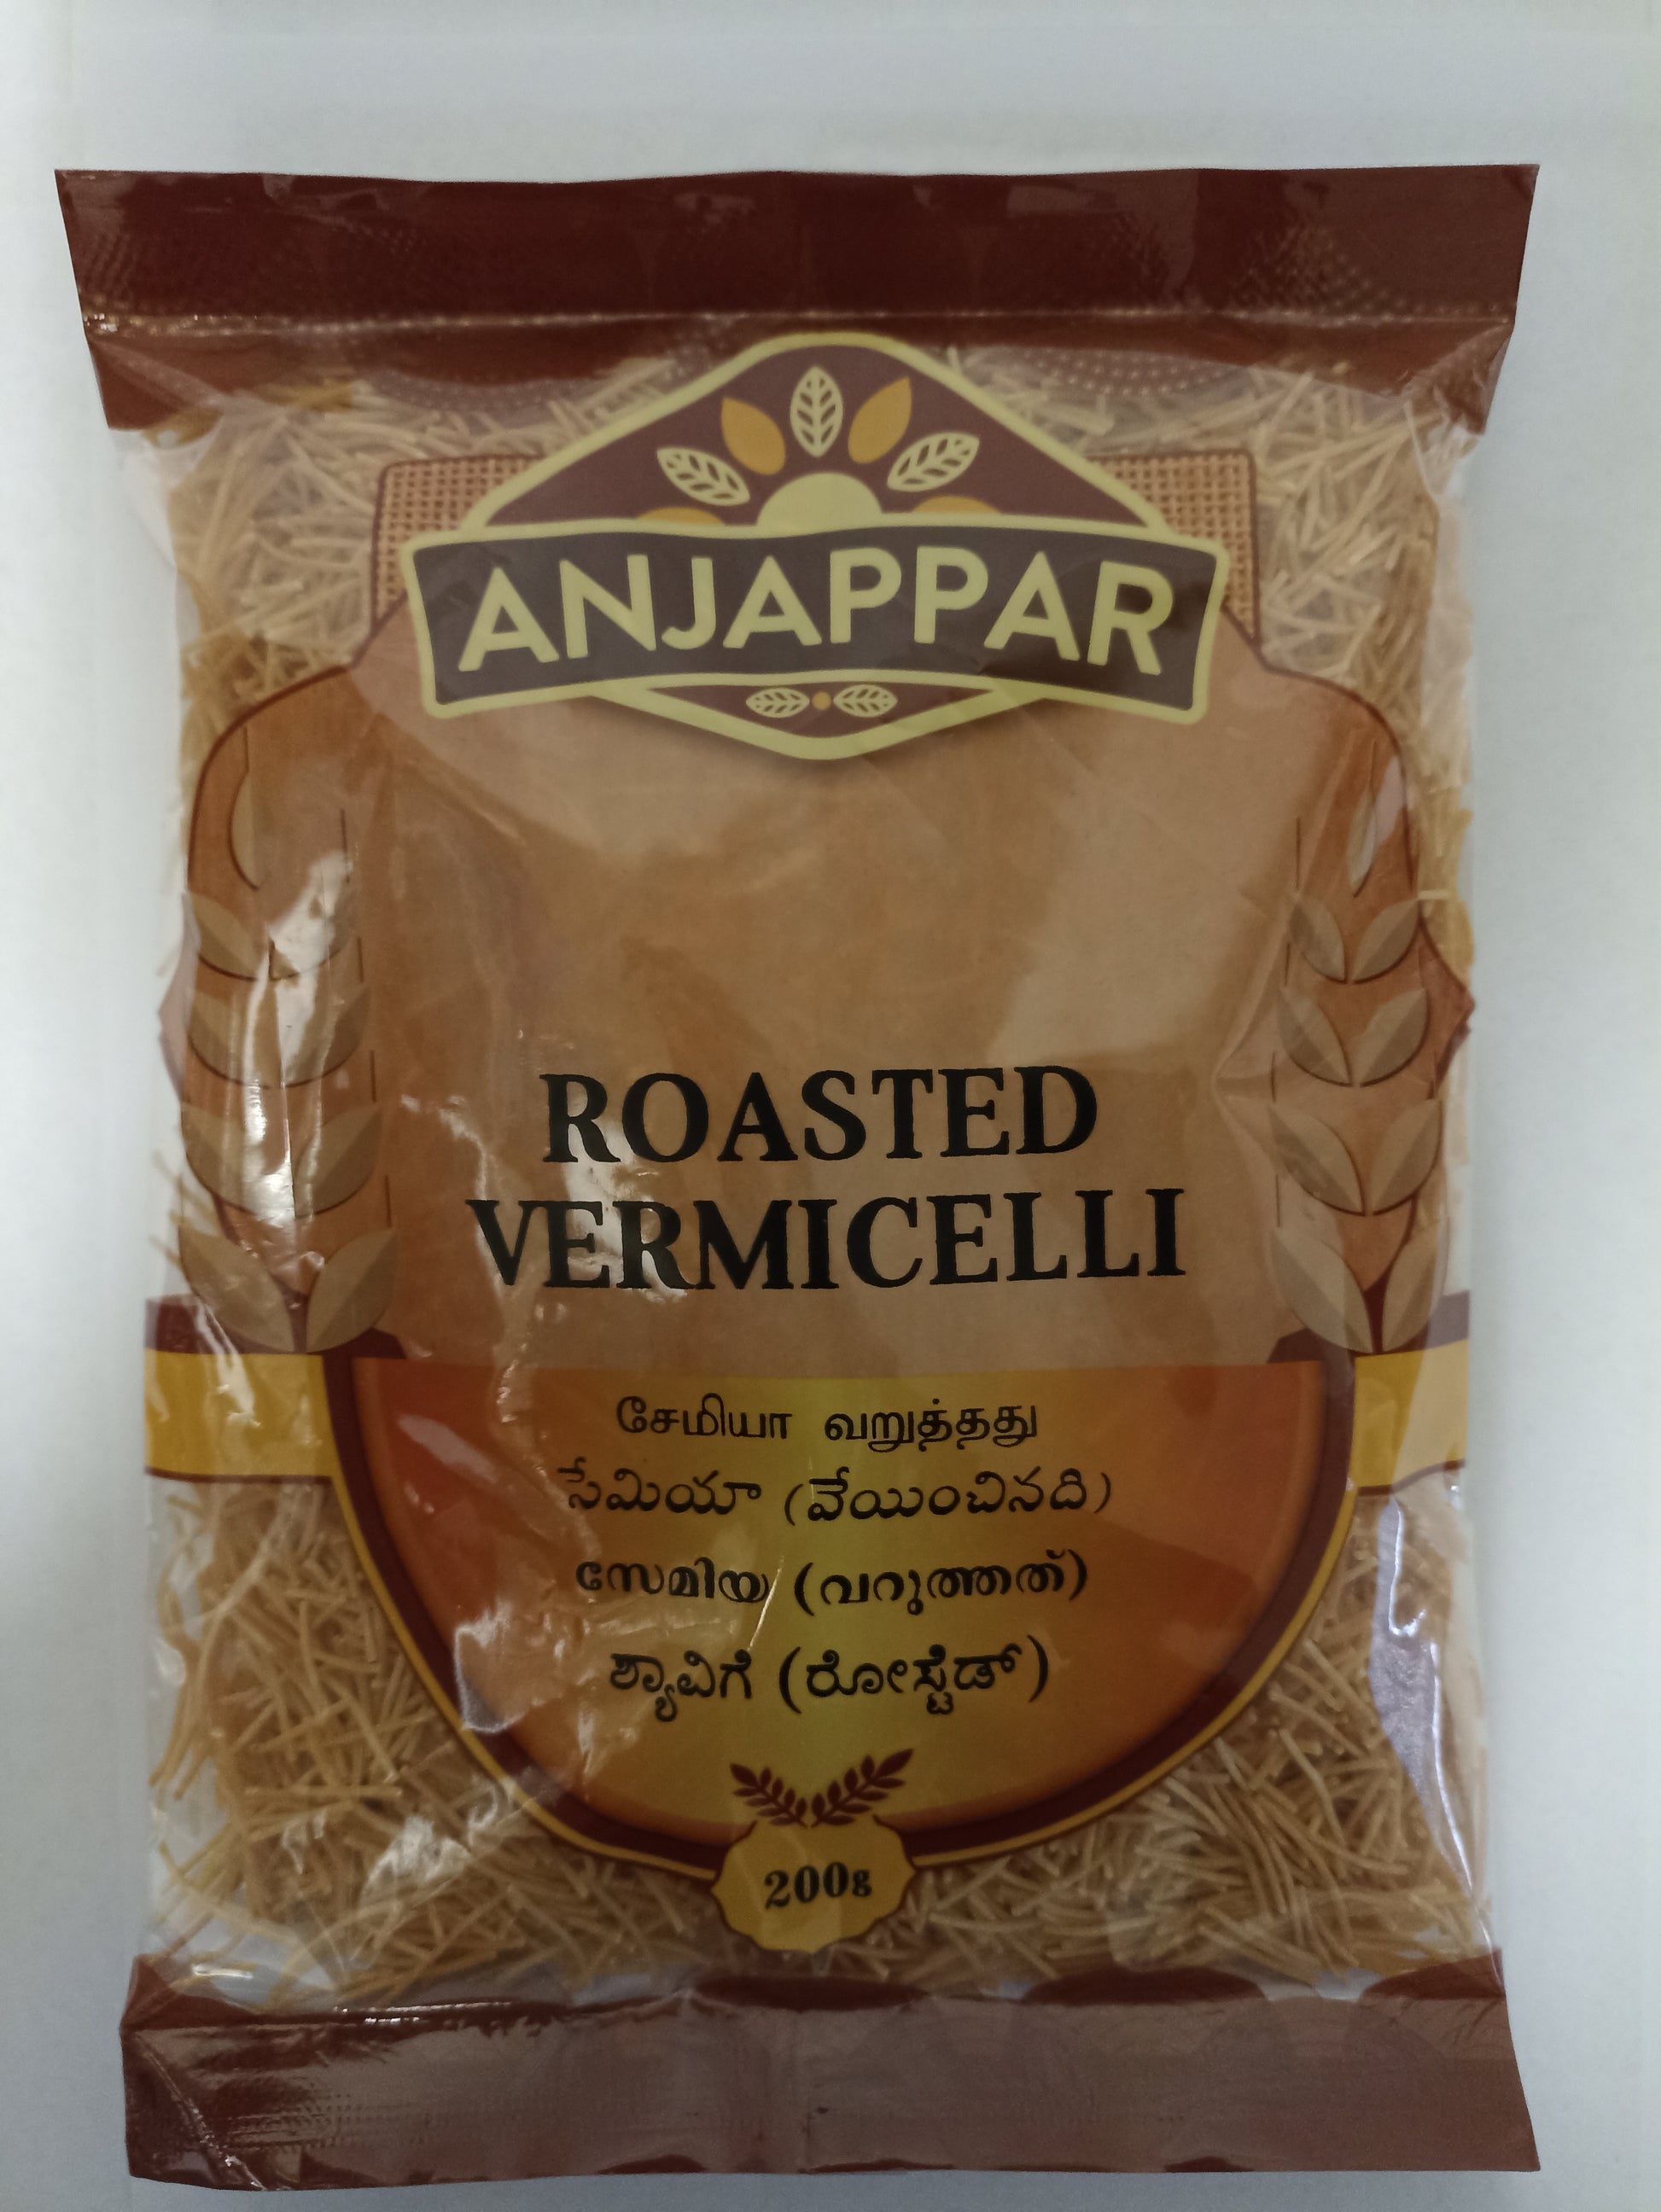 ANJAPPAR
ROASTED
VERMICELLI
சேமியா வறுத்தது
సేమియా (వేయించినది)
സേമിയ (വറുത്തത്)
ಶ್ಯಾವಿಗೆ (ರೋಸ್ಟೆಡ್)
200g